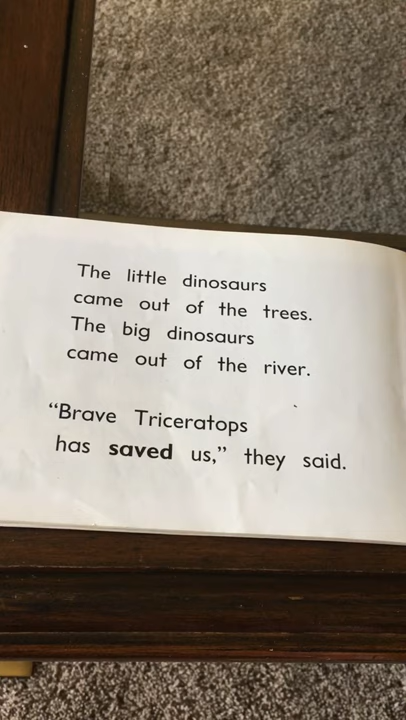 The little dinosaurs
came out of the trees.
The big dinosaurs
came out of the river.
“Brave Triceratops
has saved us,” they said.